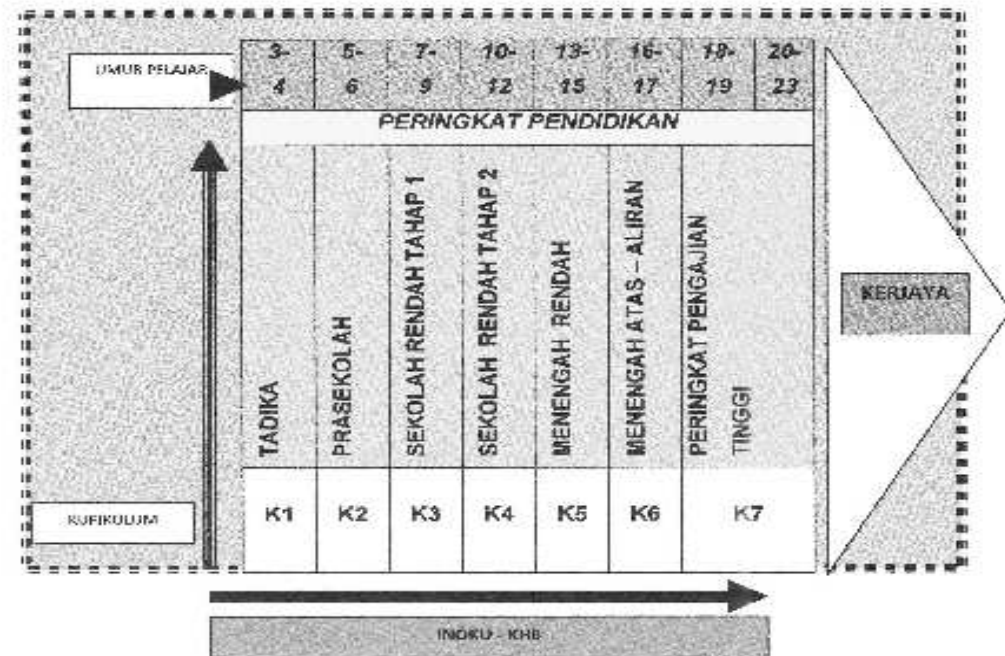 UMUR PELAJAR
3-4
5-6
7-9
10-12
13-15
16-17
18-19
20-23
PERINGKAT PENDIDIKAN
TADIKA
PRASEKOLAH
SEKOLAH RENDAH TAHAP 1
SEKOLAH RENDAH TAHAP 2
MENENGAH RENDAH
MENENGAH ATAS – ALIRAN
PERINGKAT PENGAJIAN
TINGGI
KERJAYA
KURIKULUM
K1
K2
K3
K4
K5
K6
K7
INOKU - KHB